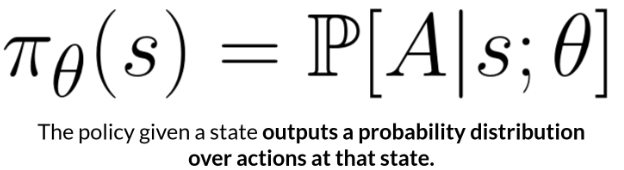 π_θ(s) = ℙ[A|s; θ]
The policy given a state outputs a probability distribution
over actions at that state.